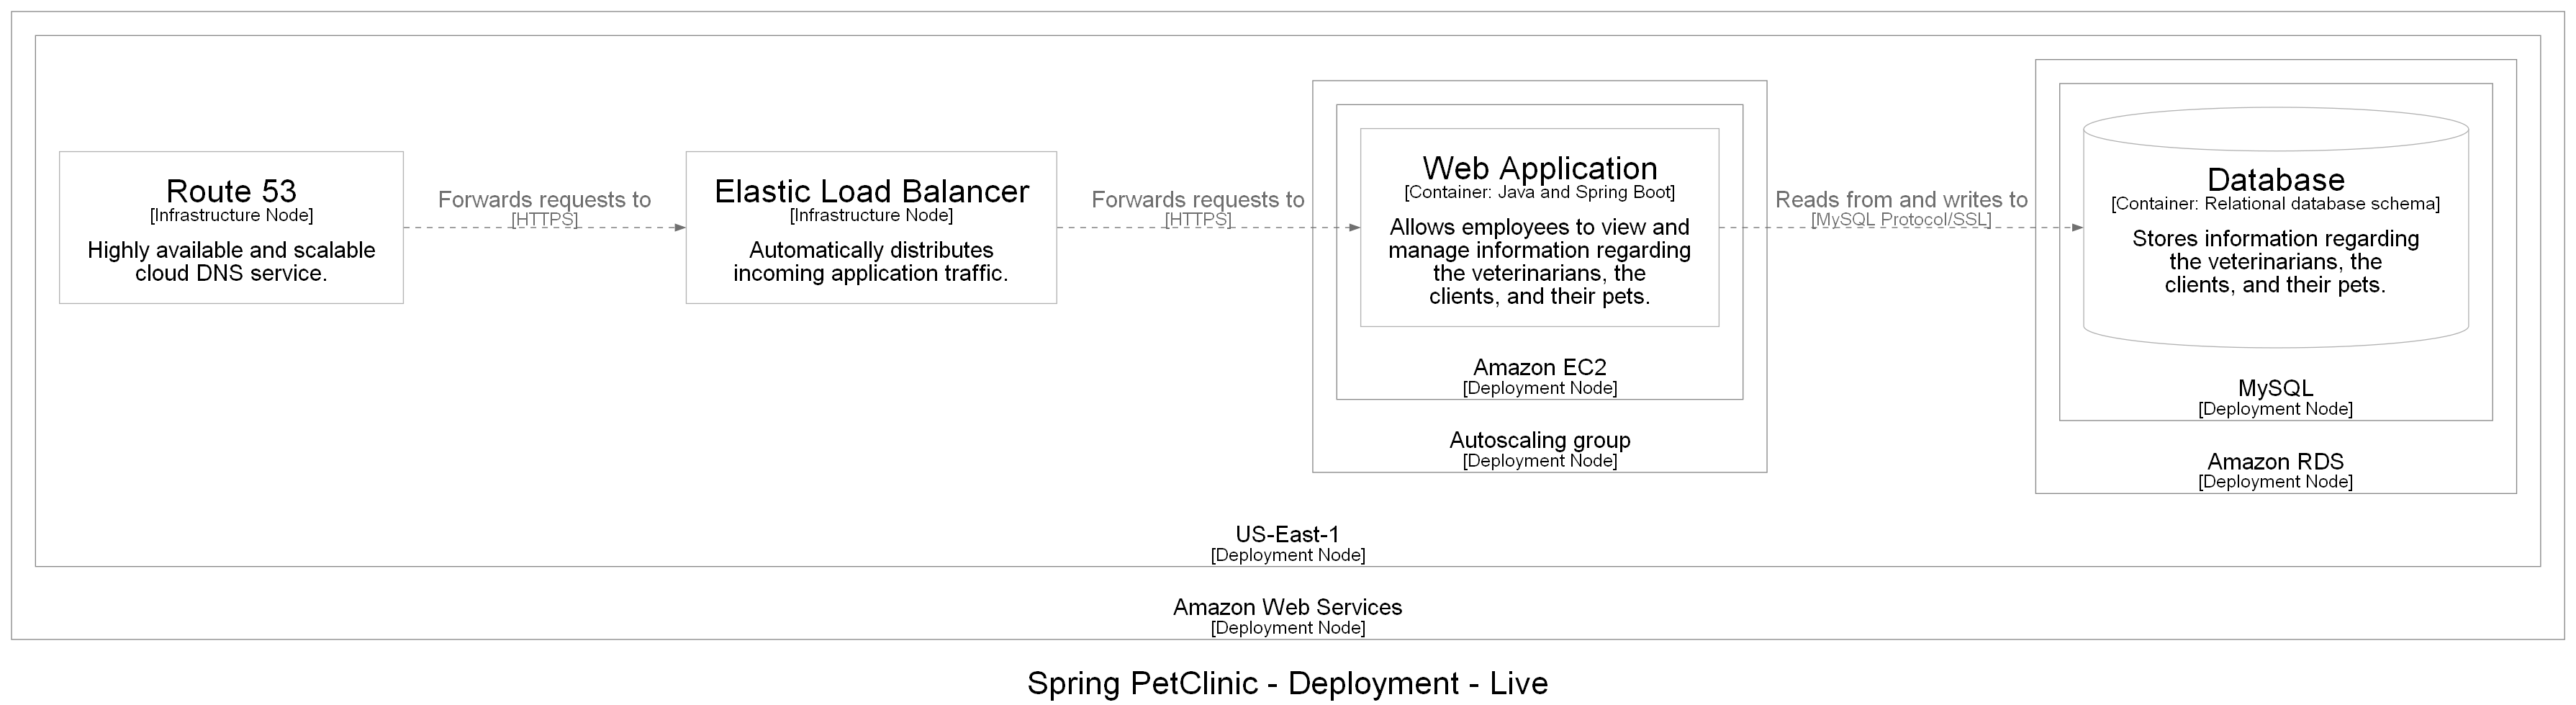 Route 53
[Infrastructure Node]
Highly available and scalable
cloud DNS service.
Forwards requests to
[HTTPS]
Elastic Load Balancer
[Infrastructure Node]
Automatically distributes
incoming application traffic.
Forwards requests to
[HTTPS]
Web Application
[Container: Java and Spring Boot]
Allows employees to view and
manage information regarding
the veterinarians, the
clients, and their pets.
Amazon EC2
[Deployment Node]
Autoscaling group
[Deployment Node]
Reads from and writes to
[MySQL Protocol/SSL]
Database
[Container: Relational database schema]
Stores information regarding
the veterinarians, the
clients, and their pets.
MySQL
[Deployment Node]
Amazon RDS
[Deployment Node]
US-East-1
[Deployment Node]
Amazon Web Services
[Deployment Node]
Spring PetClinic - Deployment - Live